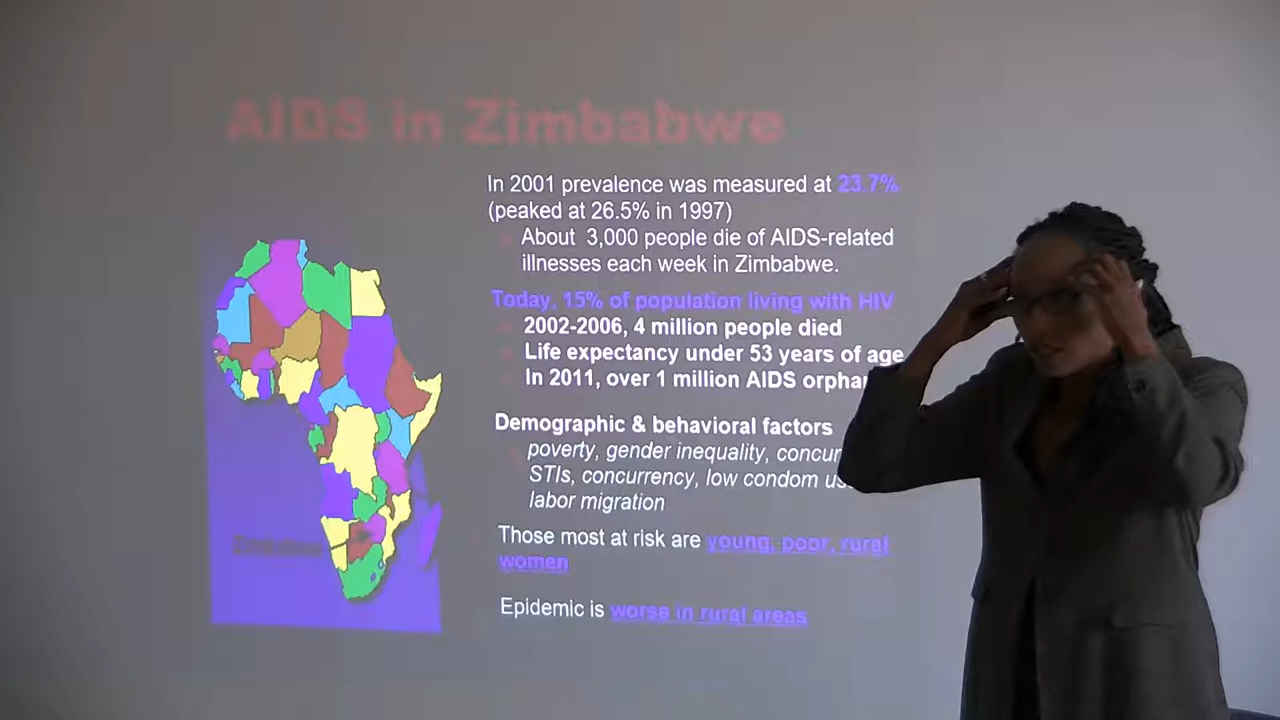 AIDS in Zimbabwe
In 2001 prevalence was measured at 23.7%
(peaked at 26.5% in 1997)
About 3,000 people die of AIDS-related
illnesses each week in Zimbabwe.
Today, 15% of population living with HIV
2002-2006, 4 million people died
Life expectancy under 53 years of age
In 2011, over 1 million AIDS
Demographic & behavioral factors
poverty, gender inequality,
STIs, concurrency, low condom
labor migration
Zimbabwe
Those most at risk are young, poor, rural
women
Epidemic is worse in rural areas